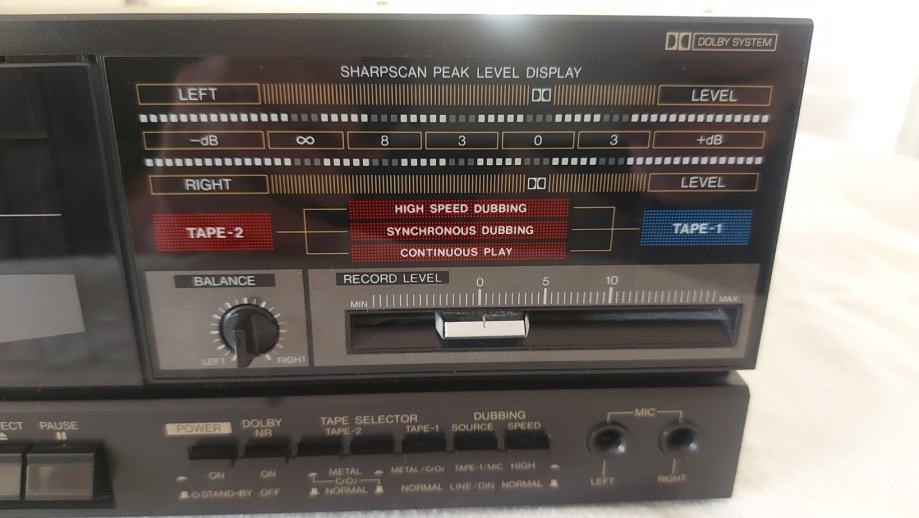 DOLBY SYSTEM
SHARPSCAN PEAK LEVEL DISPLAY
LEFT LEVEL
–dB ∞ 8 3 0 3 +dB
RIGHT LEVEL
HIGH SPEED DUBBING
TAPE-2 SYNCHRONOUS DUBBING TAPE-1
CONTINUOUS PLAY
BALANCE
LEFT RIGHT
RECORD LEVEL
0 5 10
MIN MAX
ECT PAUSE
POWER
DOLBY NR
TAPE SELECTOR
TAPE-2 TAPE-1
DUBBING
SOURCE SPEED
MIC
ON ON METAL METAL/CrO₂ TAPE-1/MIC HIGH
CrO₂
STAND-BY OFF NORMAL NORMAL LINE/DIN NORMAL
LEFT RIGHT